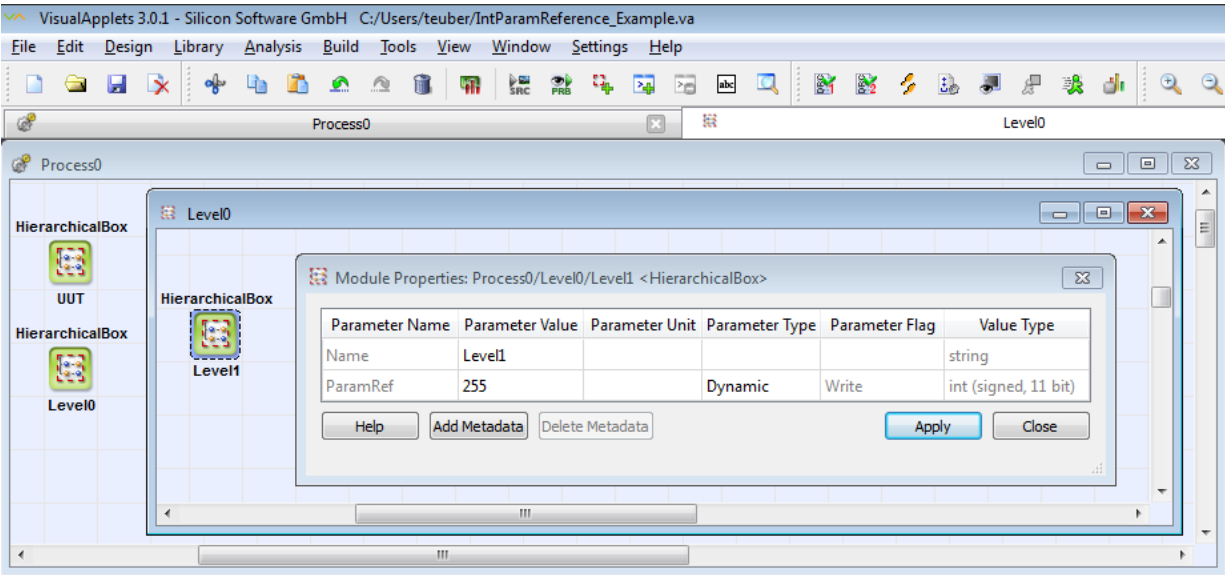 VisualApplets 3.0.1 - Silicon Software GmbH C:/Users/teuber/IntParamReference_Example.va
File Edit Design Library Analysis Build Tools View Window Settings Help
SRC PRB abc
Process0 Level0
Process0
Level0
HierarchicalBox
UUT
HierarchicalBox
Level0
HierarchicalBox
Level1
Module Properties: Process0/Level0/Level1 <HierarchicalBox>
Parameter Name Parameter Value Parameter Unit Parameter Type Parameter Flag Value Type
Name Level1 string
ParamRef 255 Dynamic Write int (signed, 11 bit)
Help Add Metadata Delete Metadata Apply Close